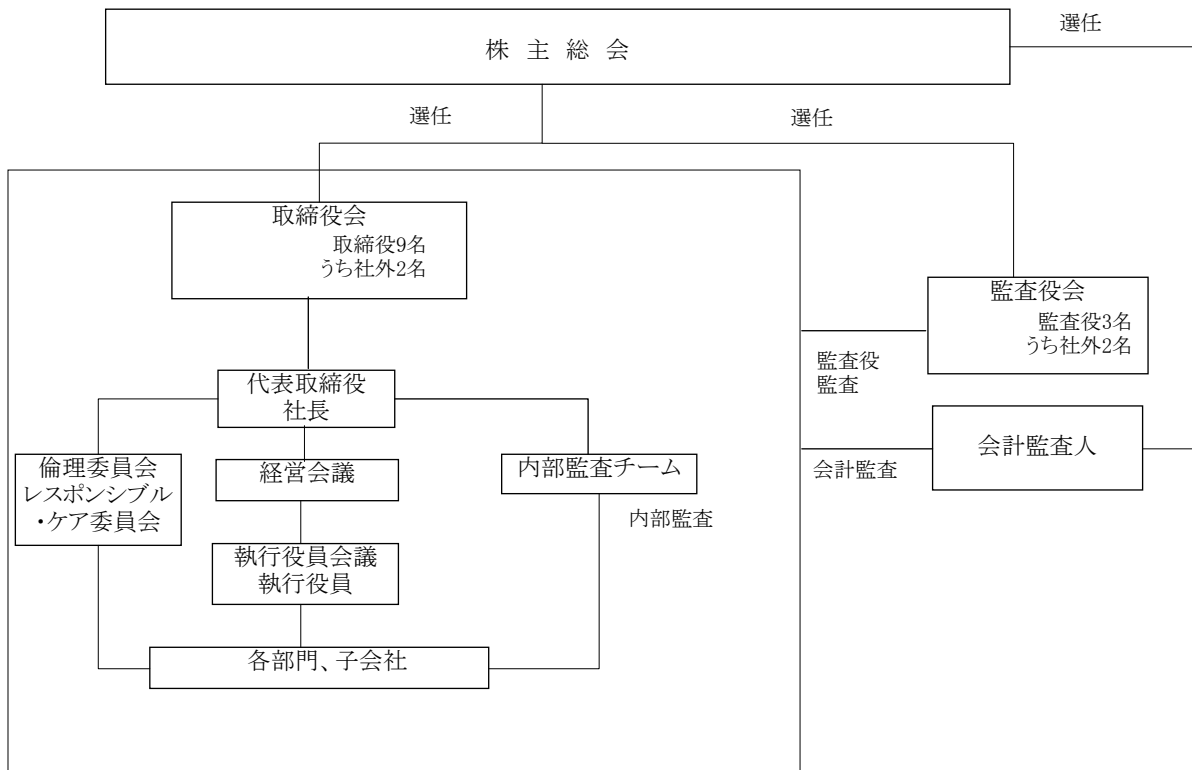 選任
株 主 総 会
選任
選任
取締役会
取締役9名
うち社外2名
監査役会
監査役3名
うち社外2名
監査役
監査
代表取締役
社長
会計監査人
会計監査
倫理委員会
レスポンシブル
・ケア委員会
経営会議
内部監査チーム
内部監査
執行役員会議
執行役員
各部門、子会社